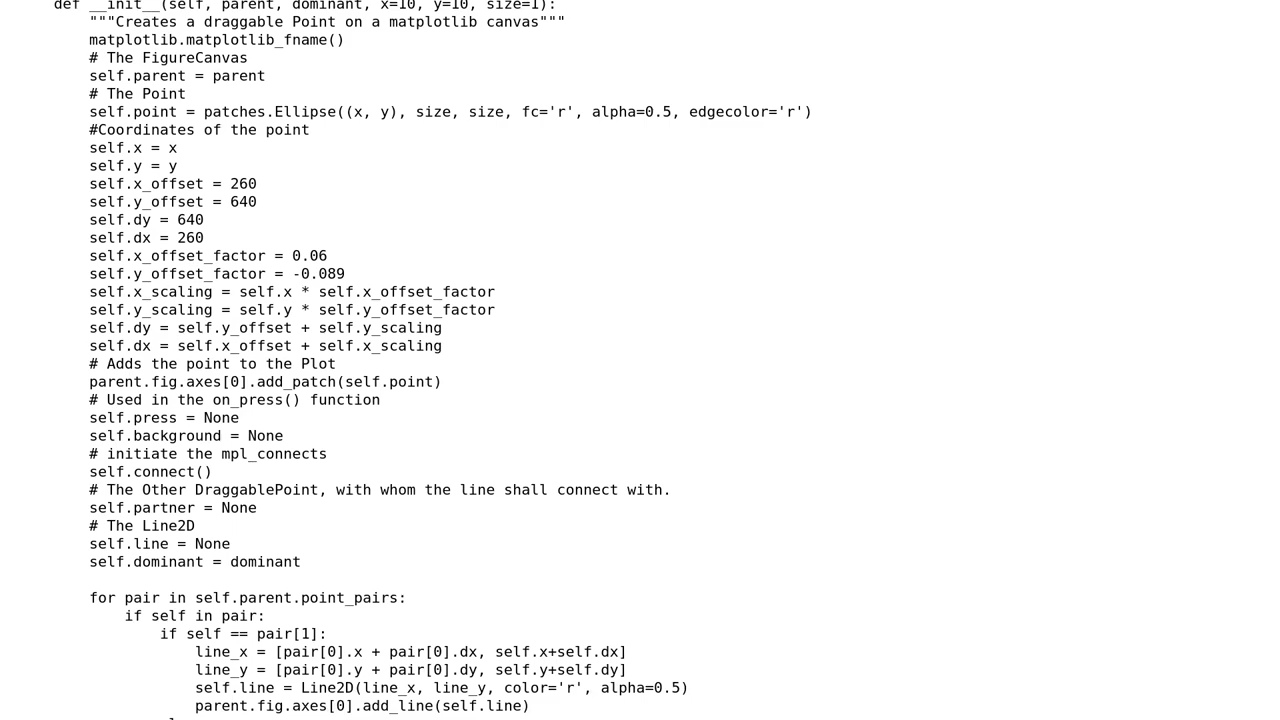 def __init__(self, parent, dominant, x=10, y=10, size=1):
"""Creates a draggable Point on a matplotlib canvas"""
matplotlib.matplotlib_fname()
# The FigureCanvas
self.parent = parent
# The Point
self.point = patches.Ellipse((x, y), size, size, fc='r', alpha=0.5, edgecolor='r')
#Coordinates of the point
self.x = x
self.y = y
self.x_offset = 260
self.y_offset = 640
self.dy = 640
self.dx = 260
self.x_offset_factor = 0.06
self.y_offset_factor = -0.089
self.x_scaling = self.x * self.x_offset_factor
self.y_scaling = self.y * self.y_offset_factor
self.dy = self.y_offset + self.y_scaling
self.dx = self.x_offset + self.x_scaling
# Adds the point to the Plot
parent.fig.axes[0].add_patch(self.point)
# Used in the on_press() function
self.press = None
self.background = None
# initiate the mpl_connects
self.connect()
# The Other DraggablePoint, with whom the line shall connect with.
self.partner = None
# The Line2D
self.line = None
self.dominant = dominant
for pair in self.parent.point_pairs:
if self in pair:
if self == pair[1]:
line_x = [pair[0].x + pair[0].dx, self.x+self.dx]
line_y = [pair[0].y + pair[0].dy, self.y+self.dy]
self.line = Line2D(line_x, line_y, color='r', alpha=0.5)
parent.fig.axes[0].add_line(self.line)